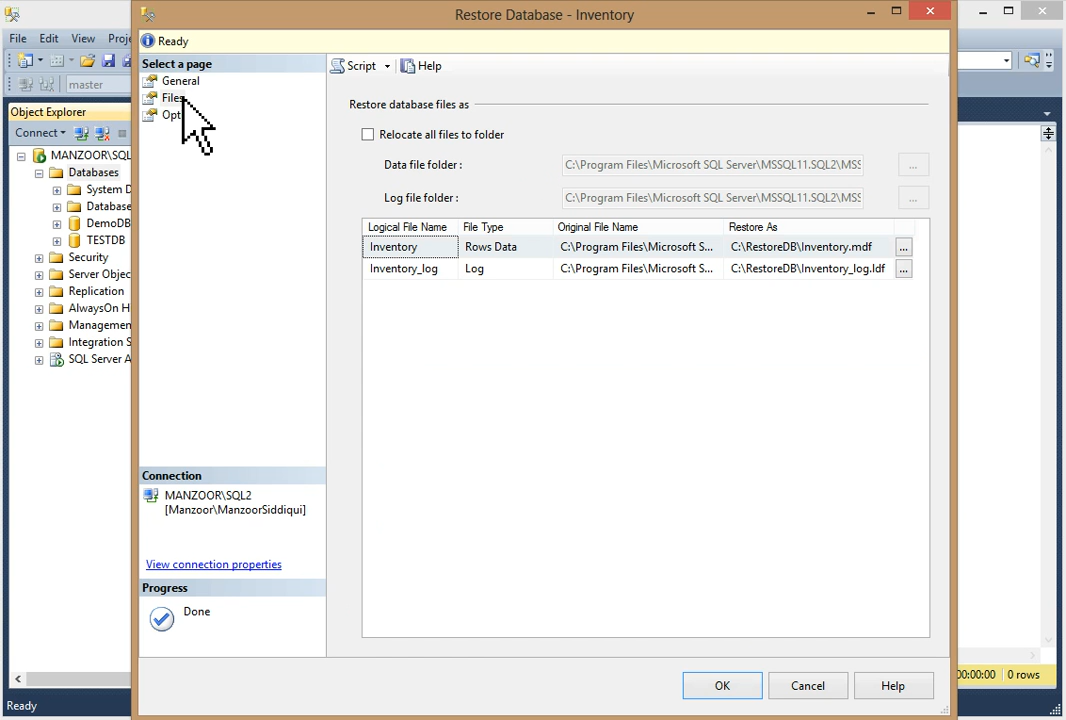 Restore Database - Inventory
File Edit View Proje
master
Object Explorer
Connect
MANZOOR\SQL
Databases
System D
Database
DemoDB
TESTDB
Security
Server Objec
Replication
AlwaysOn H
Managemen
Integration S
SQL Server A
Ready
Ready
Select a page
General
Files
Opt
Connection
MANZOOR\SQL2
[Manzoor\ManzoorSiddiqui]
View connection properties
Progress
Done
Script Help
Restore database files as
Relocate all files to folder
Data file folder : C:\Program Files\Microsoft SQL Server\MSSQL11.SQL2\MSS ...
Log file folder : C:\Program Files\Microsoft SQL Server\MSSQL11.SQL2\MSS ...
Logical File Name File Type Original File Name Restore As
Inventory Rows Data C:\Program Files\Microsoft S... C:\RestoreDB\Inventory.mdf ...
Inventory_log Log C:\Program Files\Microsoft S... C:\RestoreDB\Inventory_log.ldf ...
OK Cancel Help
00:00:00 0 rows